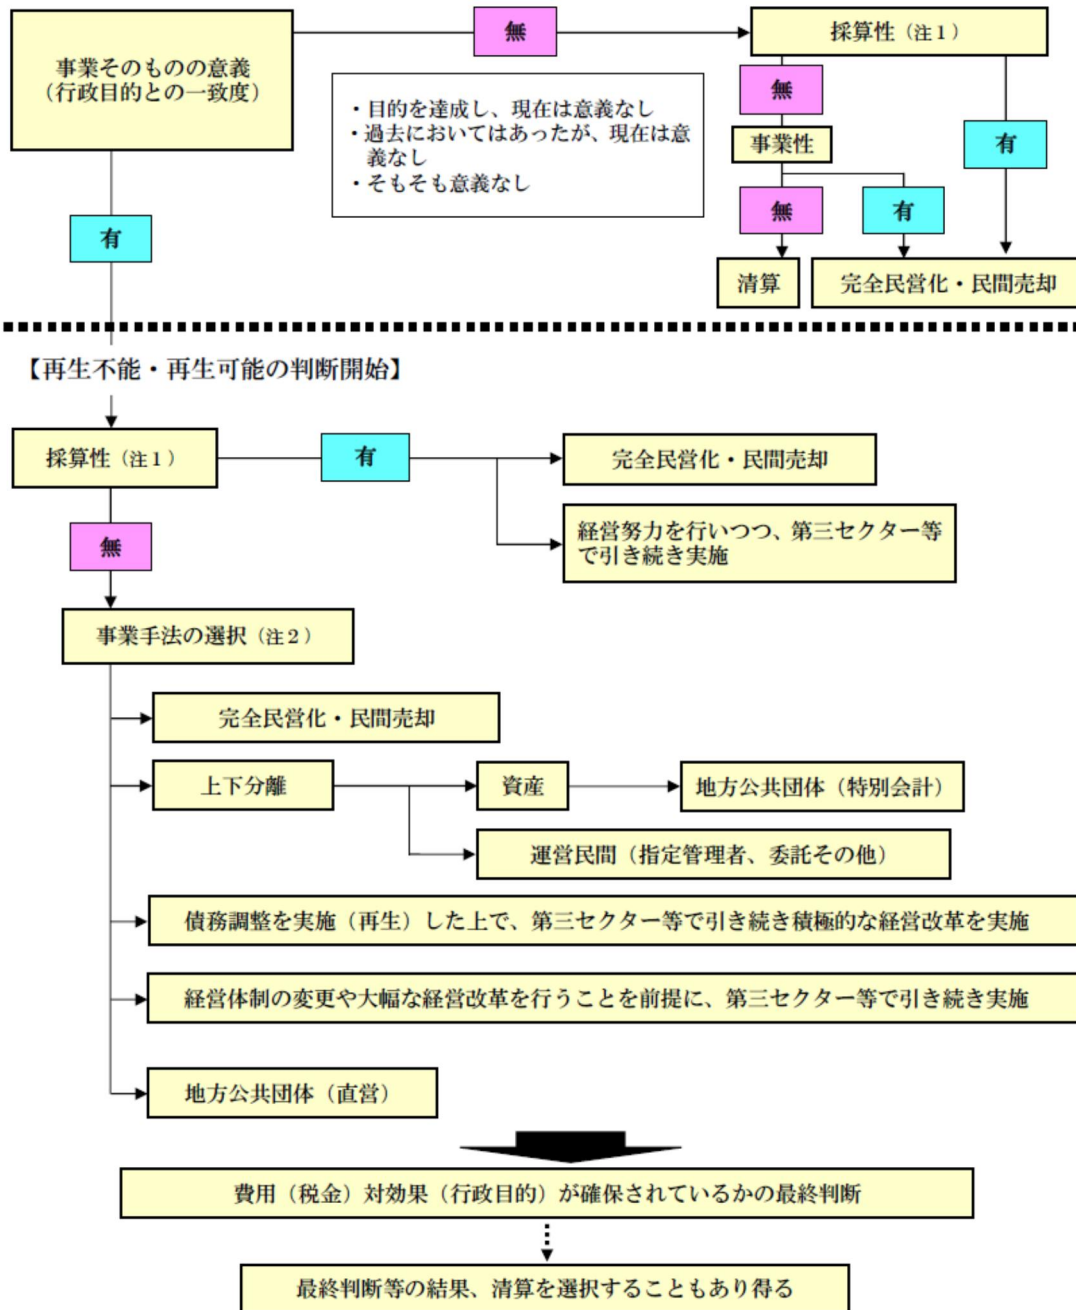 事業そのものの意義
（行政目的との一致度）
無
採算性（注１）
・目的を達成し、現在は意義なし
・過去においてはあったが、現在は意
義なし
・そもそも意義なし
無
事業性
有
無
有
有
清算
完全民営化・民間売却
【再生不能・再生可能の判断開始】
採算性（注１）
有
完全民営化・民間売却
経営努力を行いつつ、第三セクター等
で引き続き実施
無
事業手法の選択（注２）
完全民営化・民間売却
上下分離
資産
地方公共団体（特別会計）
運営民間（指定管理者、委託その他）
債務調整を実施（再生）した上で、第三セクター等で引き続き積極的な経営改革を実施
経営体制の変更や大幅な経営改革を行うことを前提に、第三セクター等で引き続き実施
地方公共団体（直営）
費用（税金）対効果（行政目的）が確保されているかの最終判断
最終判断等の結果、清算を選択することもあり得る